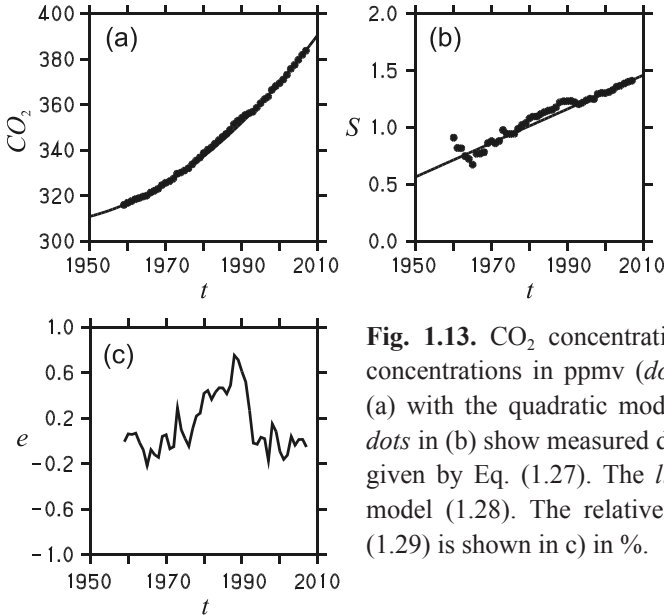 400
380
360
340
320
300
CO2
(a)
1950 1970 1990 2010
t
2.0
1.5
1.0
0.5
0.0
S
(b)
1950 1970 1990 2010
t
1.0
0.6
0.2
-0.2
-0.6
-1.0
e
(c)
1950 1970 1990 2010
t
Fig. 1.13. CO2
concentrations in ppmv
(a) with the quadratic
dots in (b) show measured
given by Eq. (1.27). The
model (1.28). The relative
(1.29) is shown in c) in %.